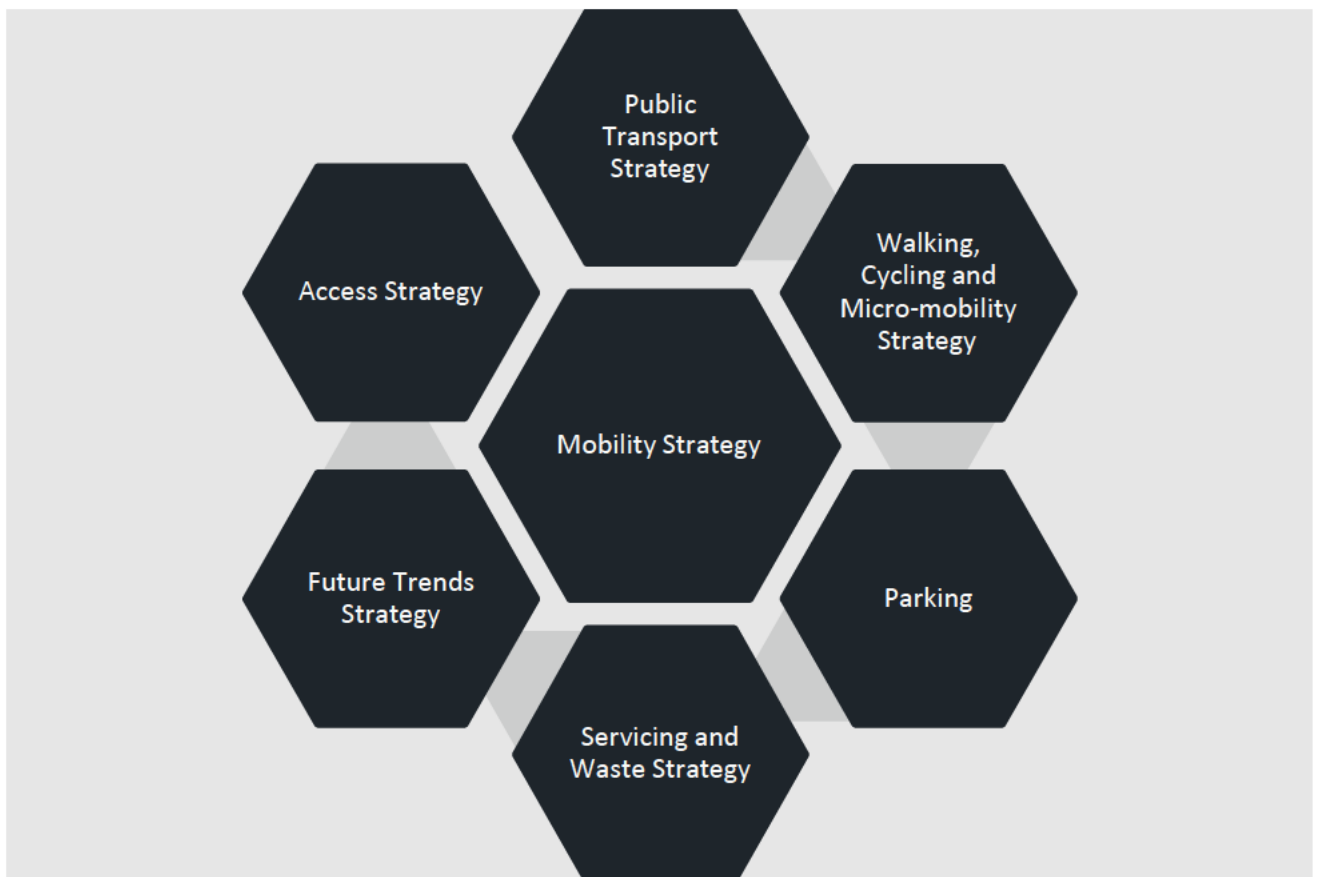 Public
Transport
Strategy
Walking,
Cycling and
Micro-mobility
Strategy
Access Strategy
Mobility Strategy
Future Trends
Strategy
Parking
Servicing and
Waste Strategy